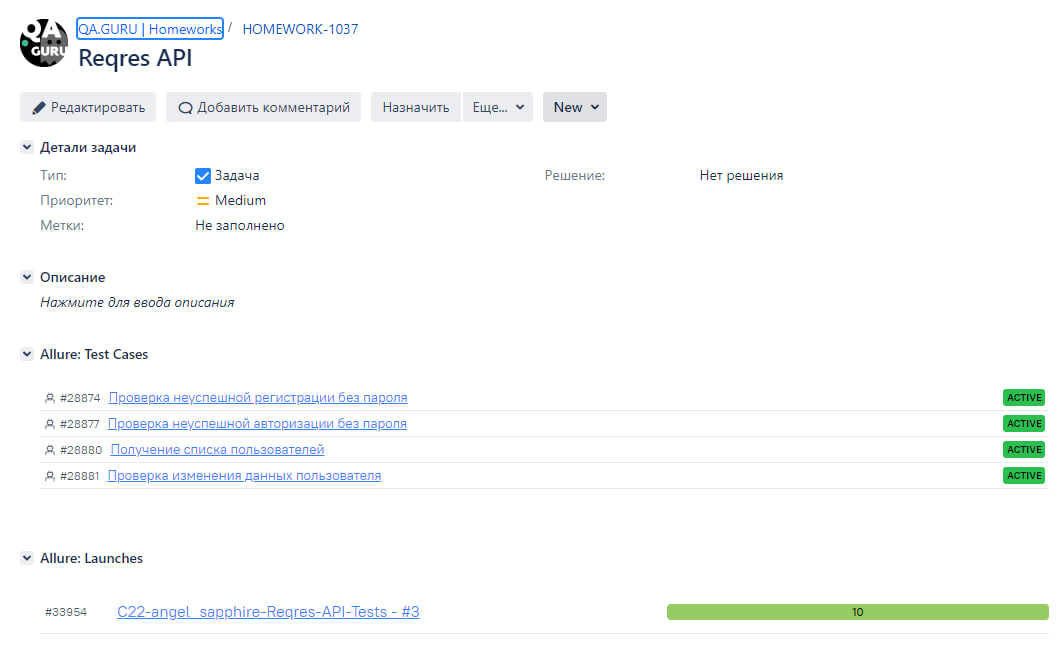 QA GURU
QA.GURU | Homeworks / HOMEWORK-1037
Reqres API
Редактировать Добавить комментарий Назначить Еще... New
Детали задачи
Тип: Задача Решение: Нет решения
Приоритет: Medium
Метки: Не заполнено
Описание
Нажмите для ввода описания
Allure: Test Cases
#28874 Проверка неуспешной регистрации без пароля ACTIVE
#28877 Проверка неуспешной авторизации без пароля ACTIVE
#28880 Получение списка пользователей ACTIVE
#28881 Проверка изменения данных пользователя ACTIVE
Allure: Launches
#33954 C22-angel_sapphire-Reqres-API-Tests - #3 10